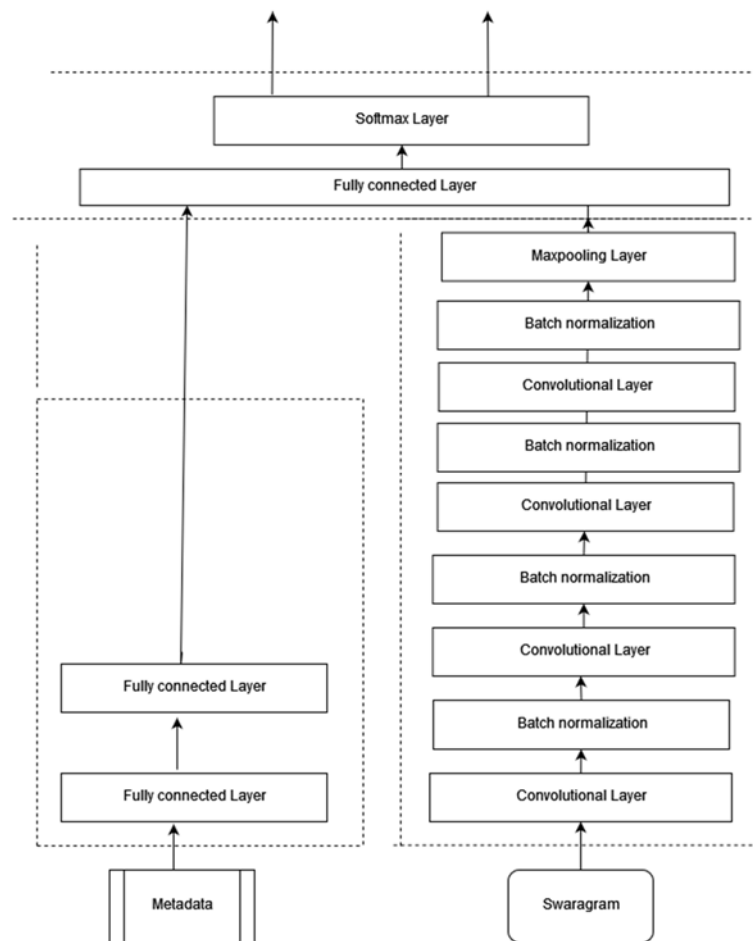 Softmax Layer
Fully connected Layer
Maxpooling Layer
Batch normalization
Convolutional Layer
Batch normalization
Convolutional Layer
Batch normalization
Convolutional Layer
Fully connected Layer
Batch normalization
Fully connected Layer
Convolutional Layer
Metadata
Swaragram